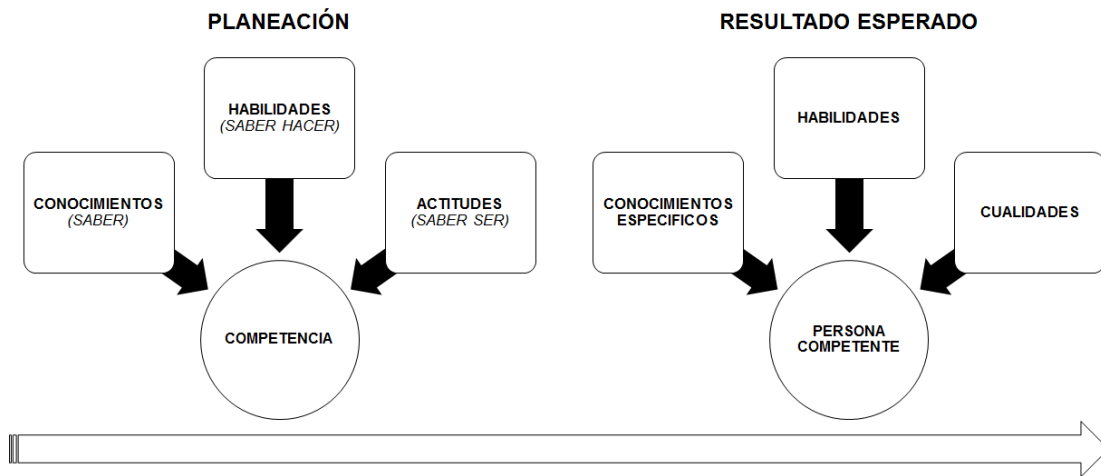 PLANEACIÓN
HABILIDADES
(SABER HACER)
CONOCIMIENTOS
(SABER)
ACTITUDES
(SABER SER)
COMPETENCIA
RESULTADO ESPERADO
HABILIDADES
CONOCIMIENTOS
ESPECIFICOS
CUALIDADES
PERSONA
COMPETENTE